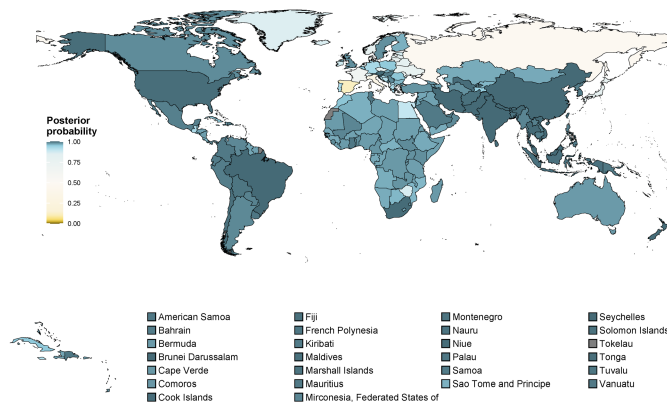 Posterior
probability
1.00
0.75
0.50
0.25
0.00
American Samoa
Bahrain
Bermuda
Brunei Darussalam
Cape Verde
Comoros
Cook Islands
Fiji
French Polynesia
Kiribati
Maldives
Marshall Islands
Mauritius
Mirconesia, Federated States of
Montenegro
Nauru
Niue
Palau
Samoa
Sao Tome and Principe
Seychelles
Solomon Islands
Tokelau
Tonga
Tuvalu
Vanuatu